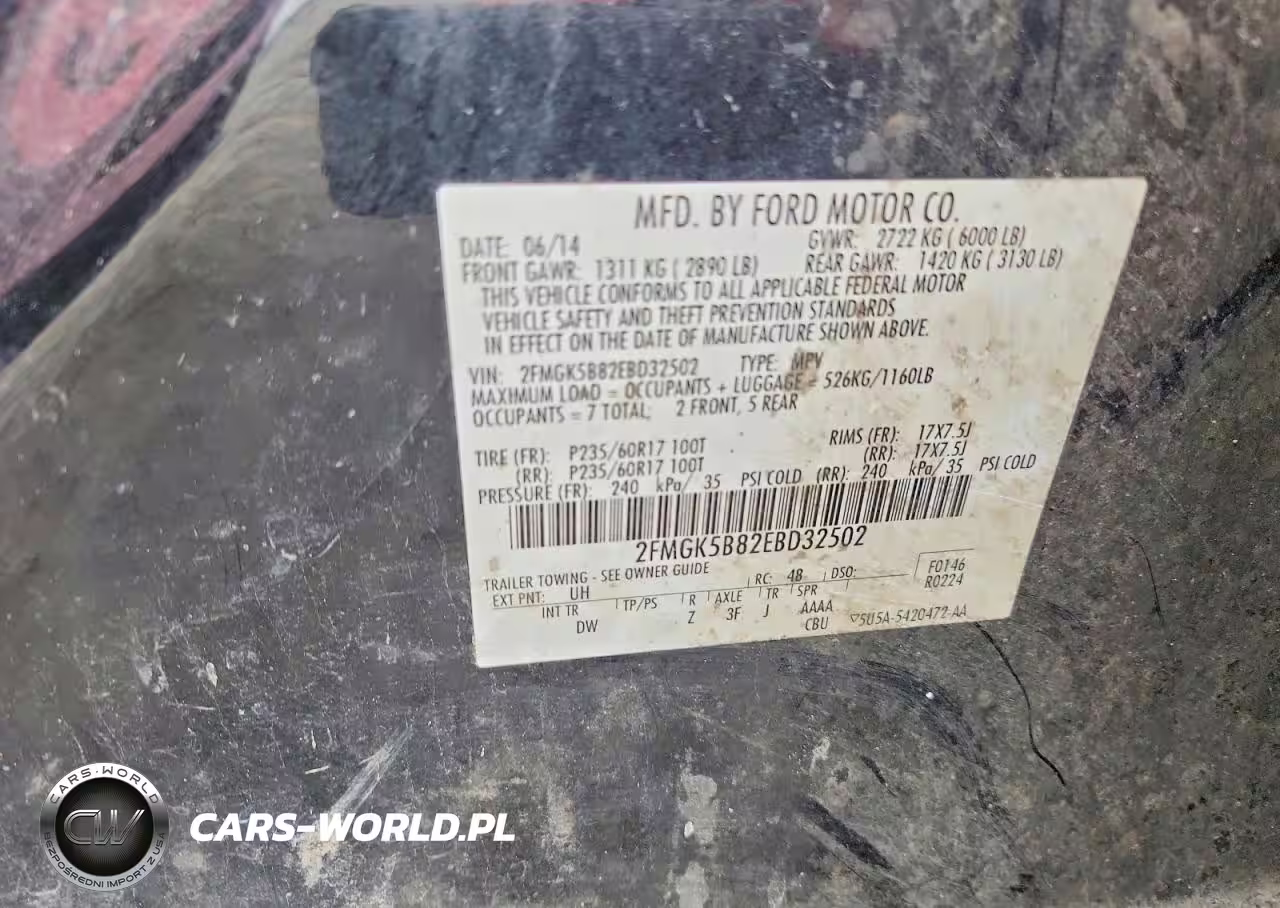 MFD. BY FORD MOTOR CO.
DATE: 06/14 GVWR: 2722 KG ( 6000 LB)
FRONT GAWR: 1311 KG ( 2890 LB) REAR GAWR: 1420 KG ( 3130 LB)
THIS VEHICLE CONFORMS TO ALL APPLICABLE FEDERAL MOTOR
VEHICLE SAFETY AND THEFT PREVENTION STANDARDS
IN EFFECT ON THE DATE OF MANUFACTURE SHOWN ABOVE.
VIN: 2FMGK5B82EBD32502 TYPE: MPV
MAXIMUM LOAD = OCCUPANTS + LUGGAGE = 526KG/1160LB
OCCUPANTS = 7 TOTAL; 2 FRONT, 5 REAR
TIRE (FR): P235/60R17 100T RIMS (FR): 17X7.5J
(RR): P235/60R17 100T (RR): 17X7.5J
PRESSURE (FR): 240 kPa/ 35 PSI COLD (RR): 240 kPa/ 35 PSI COLD
2FMGK5B82EBD32502
TRAILER TOWING - SEE OWNER GUIDE
EXT PNT: UH RC: 48 DSO: F0146
R0224
INT TR TP/PS R AXLE TR SPR
DW Z 3F J AAAA
CBU ▽5U5A-5420472-AA
CARS-WORLD
CW
BEZPOŚREDNI IMPORT Z USA
CARS-WORLD.PL